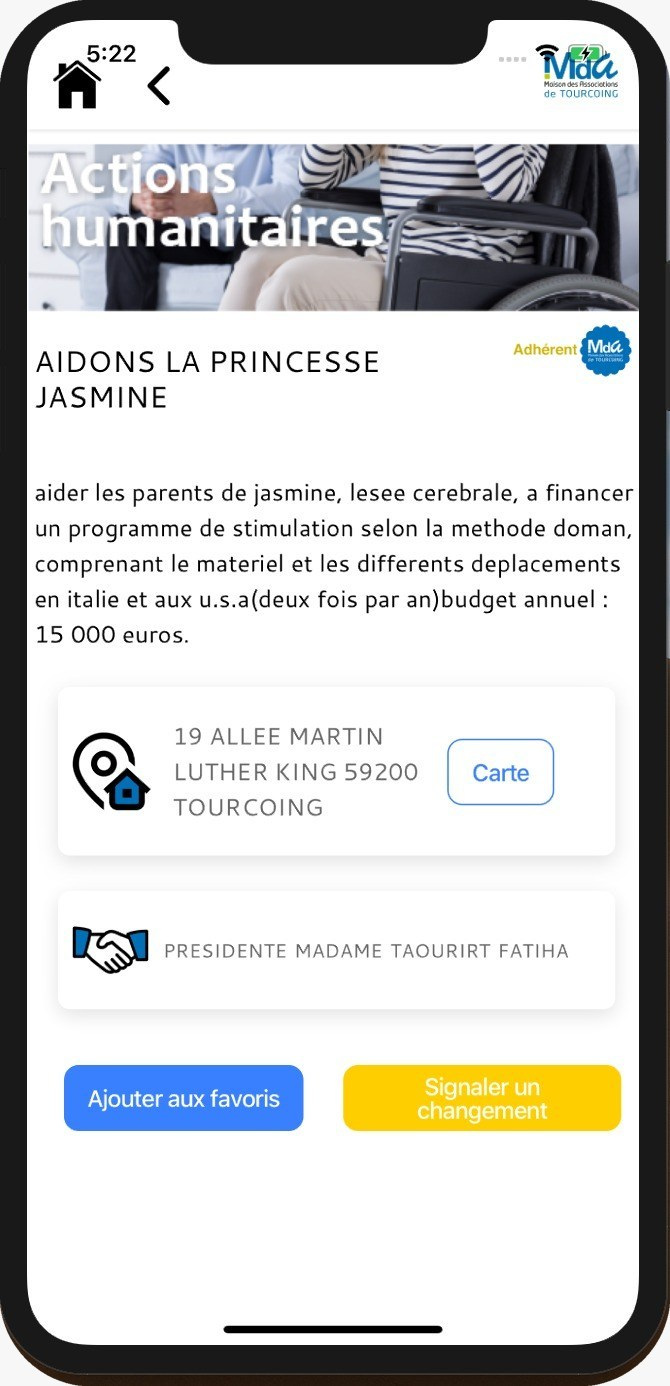 5:22
Mda
Maison des Associations
de TOURCOING
Actions
humanitaires
AIDONS LA PRINCESSE
JASMINE
Adhérent
Mda
de TOURCOING
aider les parents de jasmine, lesee cerebrale, a financer
un programme de stimulation selon la methode doman,
comprenant le materiel et les differents deplacements
en italie et aux u.s.a(deux fois par an)budget annuel :
15 000 euros.
19 ALLEE MARTIN
LUTHER KING 59200
TOURCOING
Carte
PRESIDENTE MADAME TAOURIRT FATIHA
Ajouter aux favoris
Signaler un
changement